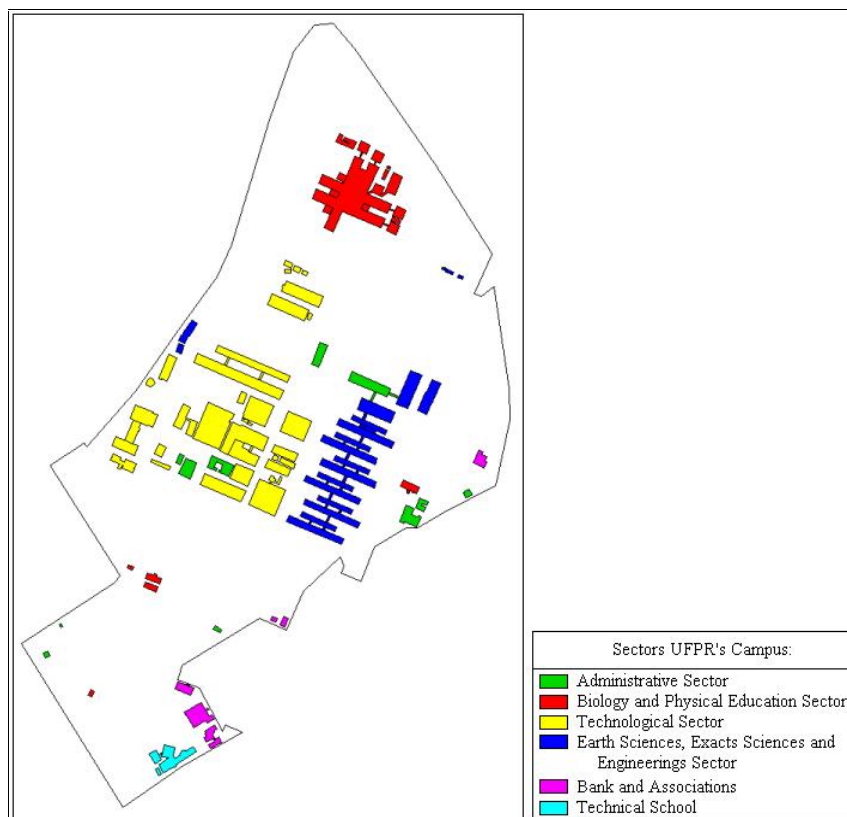 Sectors UFPR's Campus:
Administrative Sector
Biology and Physical Education Sector
Technological Sector
Earth Sciences, Exacts Sciences and
Engineerings Sector
Bank and Associations
Technical School